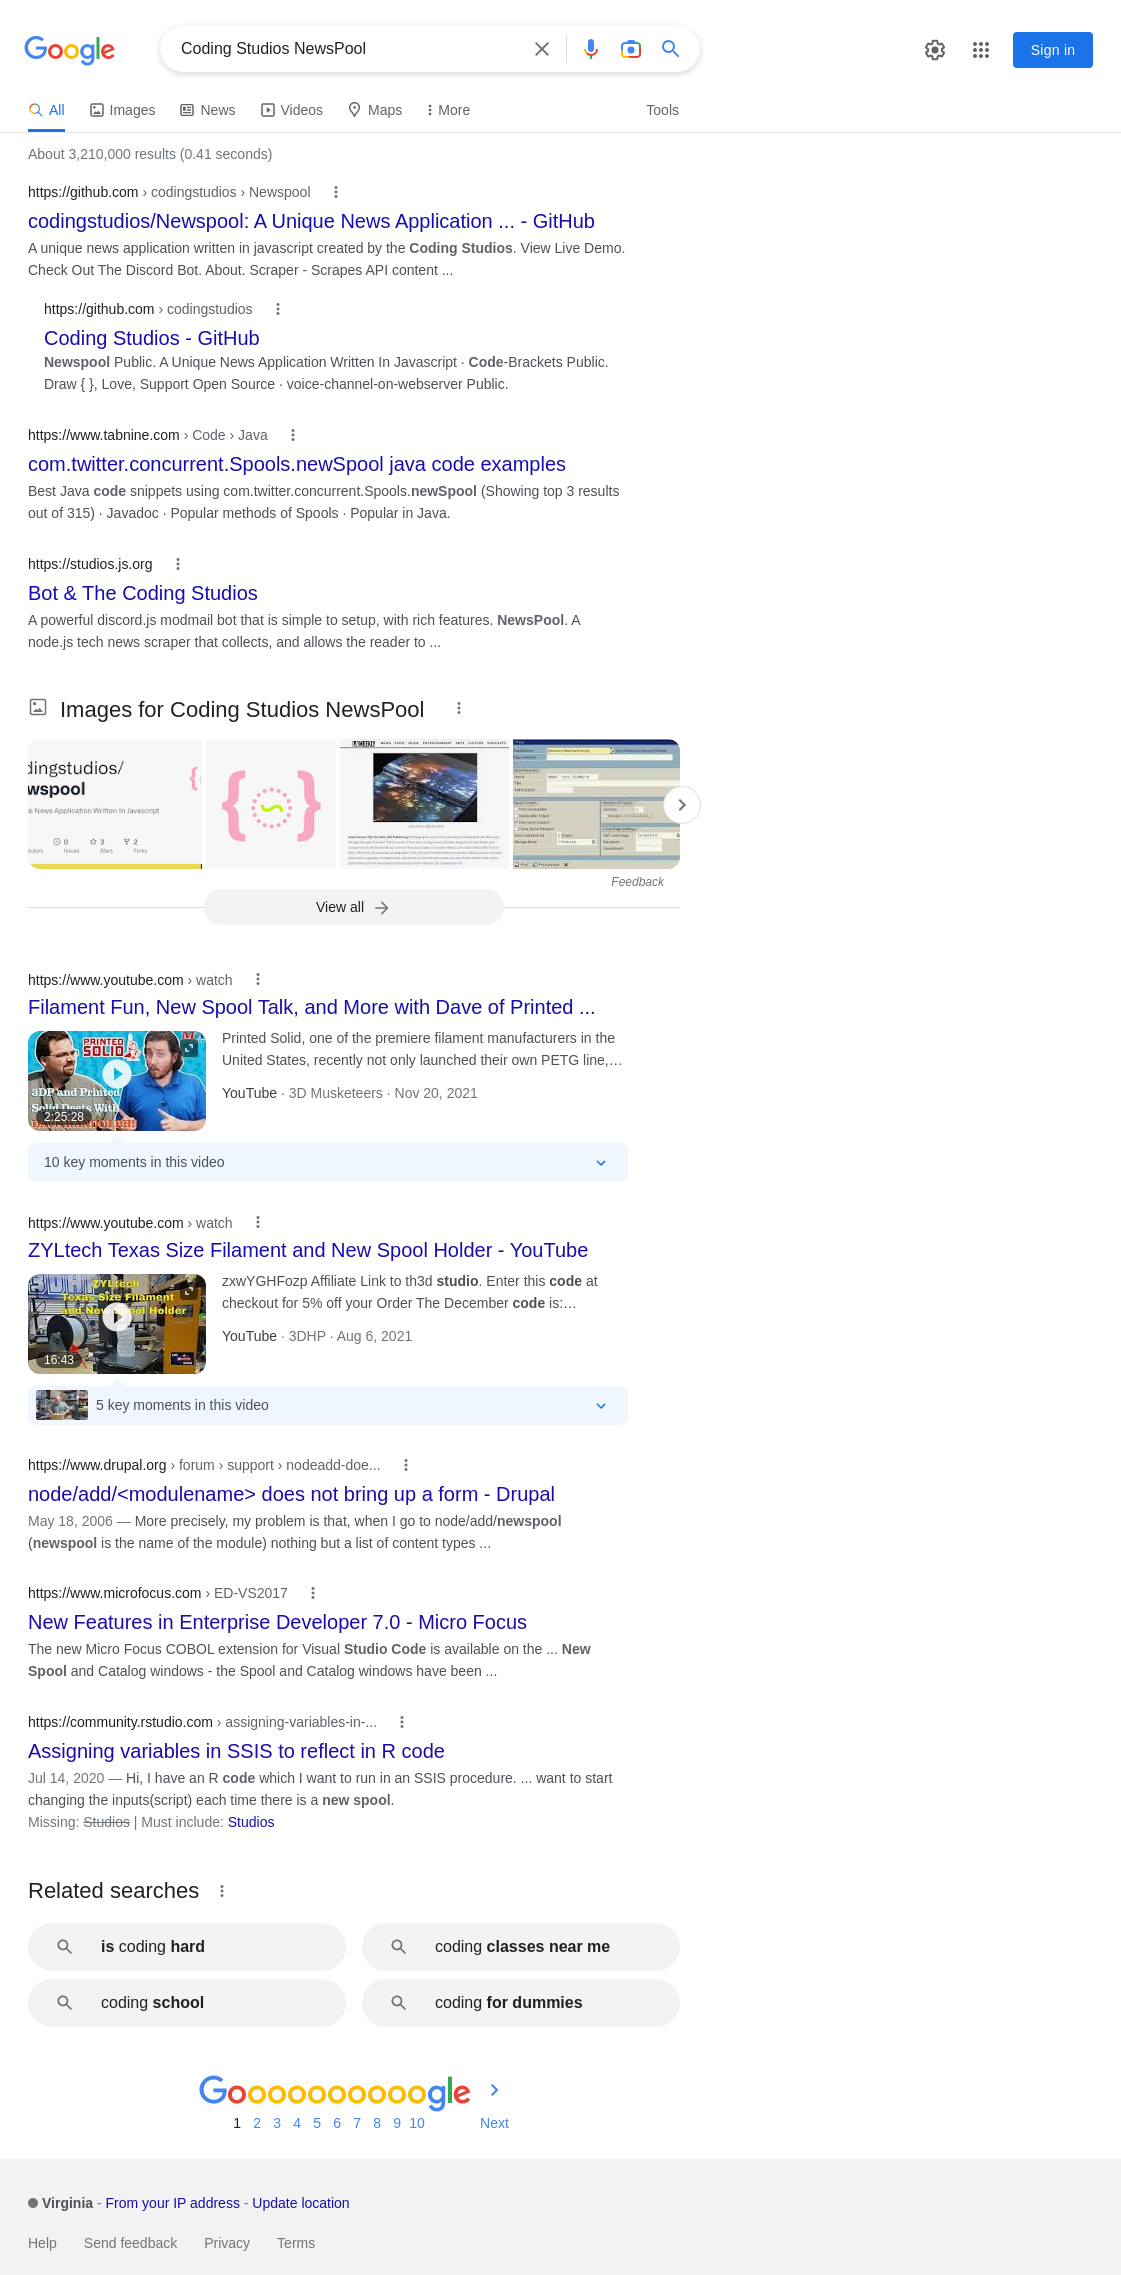 Google
Coding Studios NewsPool
Sign in
All
Images
News
Videos
Maps
More
Tools
About 3,210,000 results (0.41 seconds)
https://github.com › codingstudios › Newspool
codingstudios/Newspool: A Unique News Application ... - GitHub
A unique news application written in javascript created by the Coding Studios. View Live Demo.
Check Out The Discord Bot. About. Scraper - Scrapes API content ...
https://github.com › codingstudios
Coding Studios - GitHub
Newspool Public. A Unique News Application Written In Javascript · Code-Brackets Public.
Draw { }, Love, Support Open Source · voice-channel-on-webserver Public.
https://www.tabnine.com › Code › Java
com.twitter.concurrent.Spools.newSpool java code examples
Best Java code snippets using com.twitter.concurrent.Spools.newSpool (Showing top 3 results
out of 315) · Javadoc · Popular methods of Spools · Popular in Java.
https://studios.js.org
Bot & The Coding Studios
A powerful discord.js modmail bot that is simple to setup, with rich features. NewsPool. A
node.js tech news scraper that collects, and allows the reader to ...
Images for Coding Studios NewsPool
dingstudios/
wspool
e News Application Written In Javascript
0
3
2
Issues
Stars
Forks
Feedback
View all
https://www.youtube.com › watch
Filament Fun, New Spool Talk, and More with Dave of Printed ...
PRINTED
SOLID
3DP and Printed
Solid Deets With
2:25:28
Printed Solid, one of the premiere filament manufacturers in the
United States, recently not only launched their own PETG line,...
YouTube · 3D Musketeers · Nov 20, 2021
10 key moments in this video
https://www.youtube.com › watch
ZYLtech Texas Size Filament and New Spool Holder - YouTube
ZYLtech
Texas Size Filament
and New Spool Holder
16:43
zxwYGHFozp Affiliate Link to th3d studio. Enter this code at
checkout for 5% off your Order The December code is:...
YouTube · 3DHP · Aug 6, 2021
5 key moments in this video
https://www.drupal.org › forum › support › nodeadd-doe...
node/add/<modulename> does not bring up a form - Drupal
May 18, 2006 — More precisely, my problem is that, when I go to node/add/newspool
(newspool is the name of the module) nothing but a list of content types ...
https://www.microfocus.com › ED-VS2017
New Features in Enterprise Developer 7.0 - Micro Focus
The new Micro Focus COBOL extension for Visual Studio Code is available on the ... New
Spool and Catalog windows - the Spool and Catalog windows have been ...
https://community.rstudio.com › assigning-variables-in-...
Assigning variables in SSIS to reflect in R code
Jul 14, 2020 — Hi, I have an R code which I want to run in an SSIS procedure. ... want to start
changing the inputs(script) each time there is a new spool.
Missing: Studios | Must include: Studios
Related searches
is coding hard
coding classes near me
coding school
coding for dummies
Goooooooooogle
1 2 3 4 5 6 7 8 9 10 Next
Virginia - From your IP address - Update location
Help Send feedback Privacy Terms